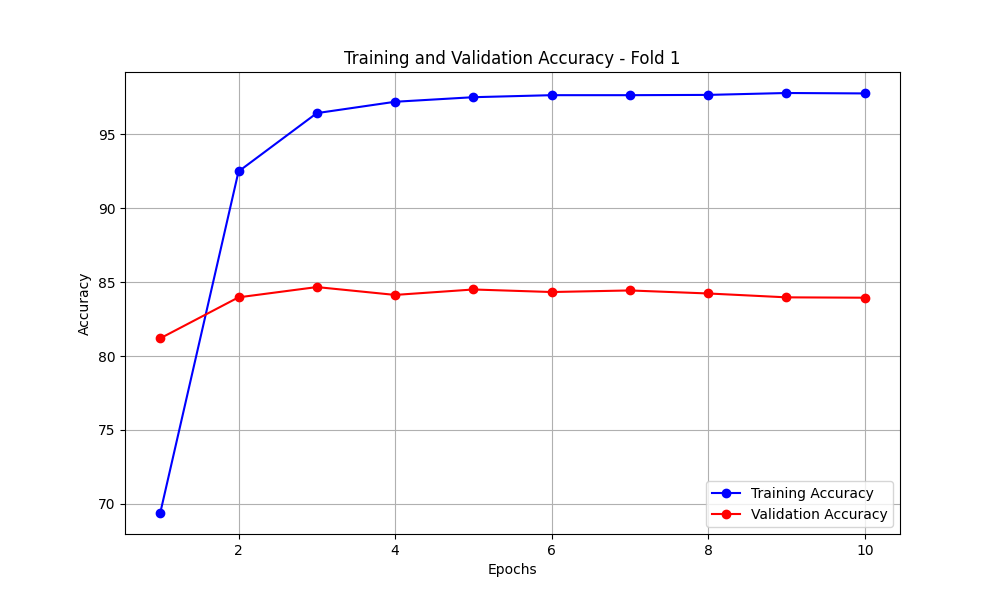 Training and Validation Accuracy - Fold 1
Accuracy
95
90
85
80
75
70
2
4
6
8
10
Epochs
Training Accuracy
Validation Accuracy